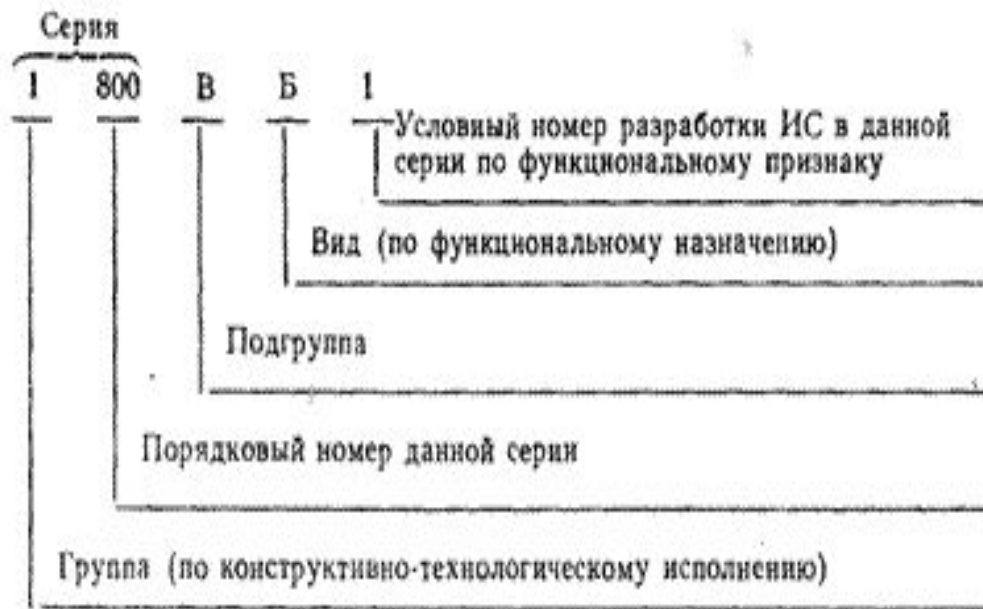 Серия
1 800 В Б 1
Условный номер разработки ИС в данной
серии по функциональному признаку
Вид (по функциональному назначению)
Подгруппа
Порядковый номер данной серии
Группа (по конструктивно-технологическому исполнению)